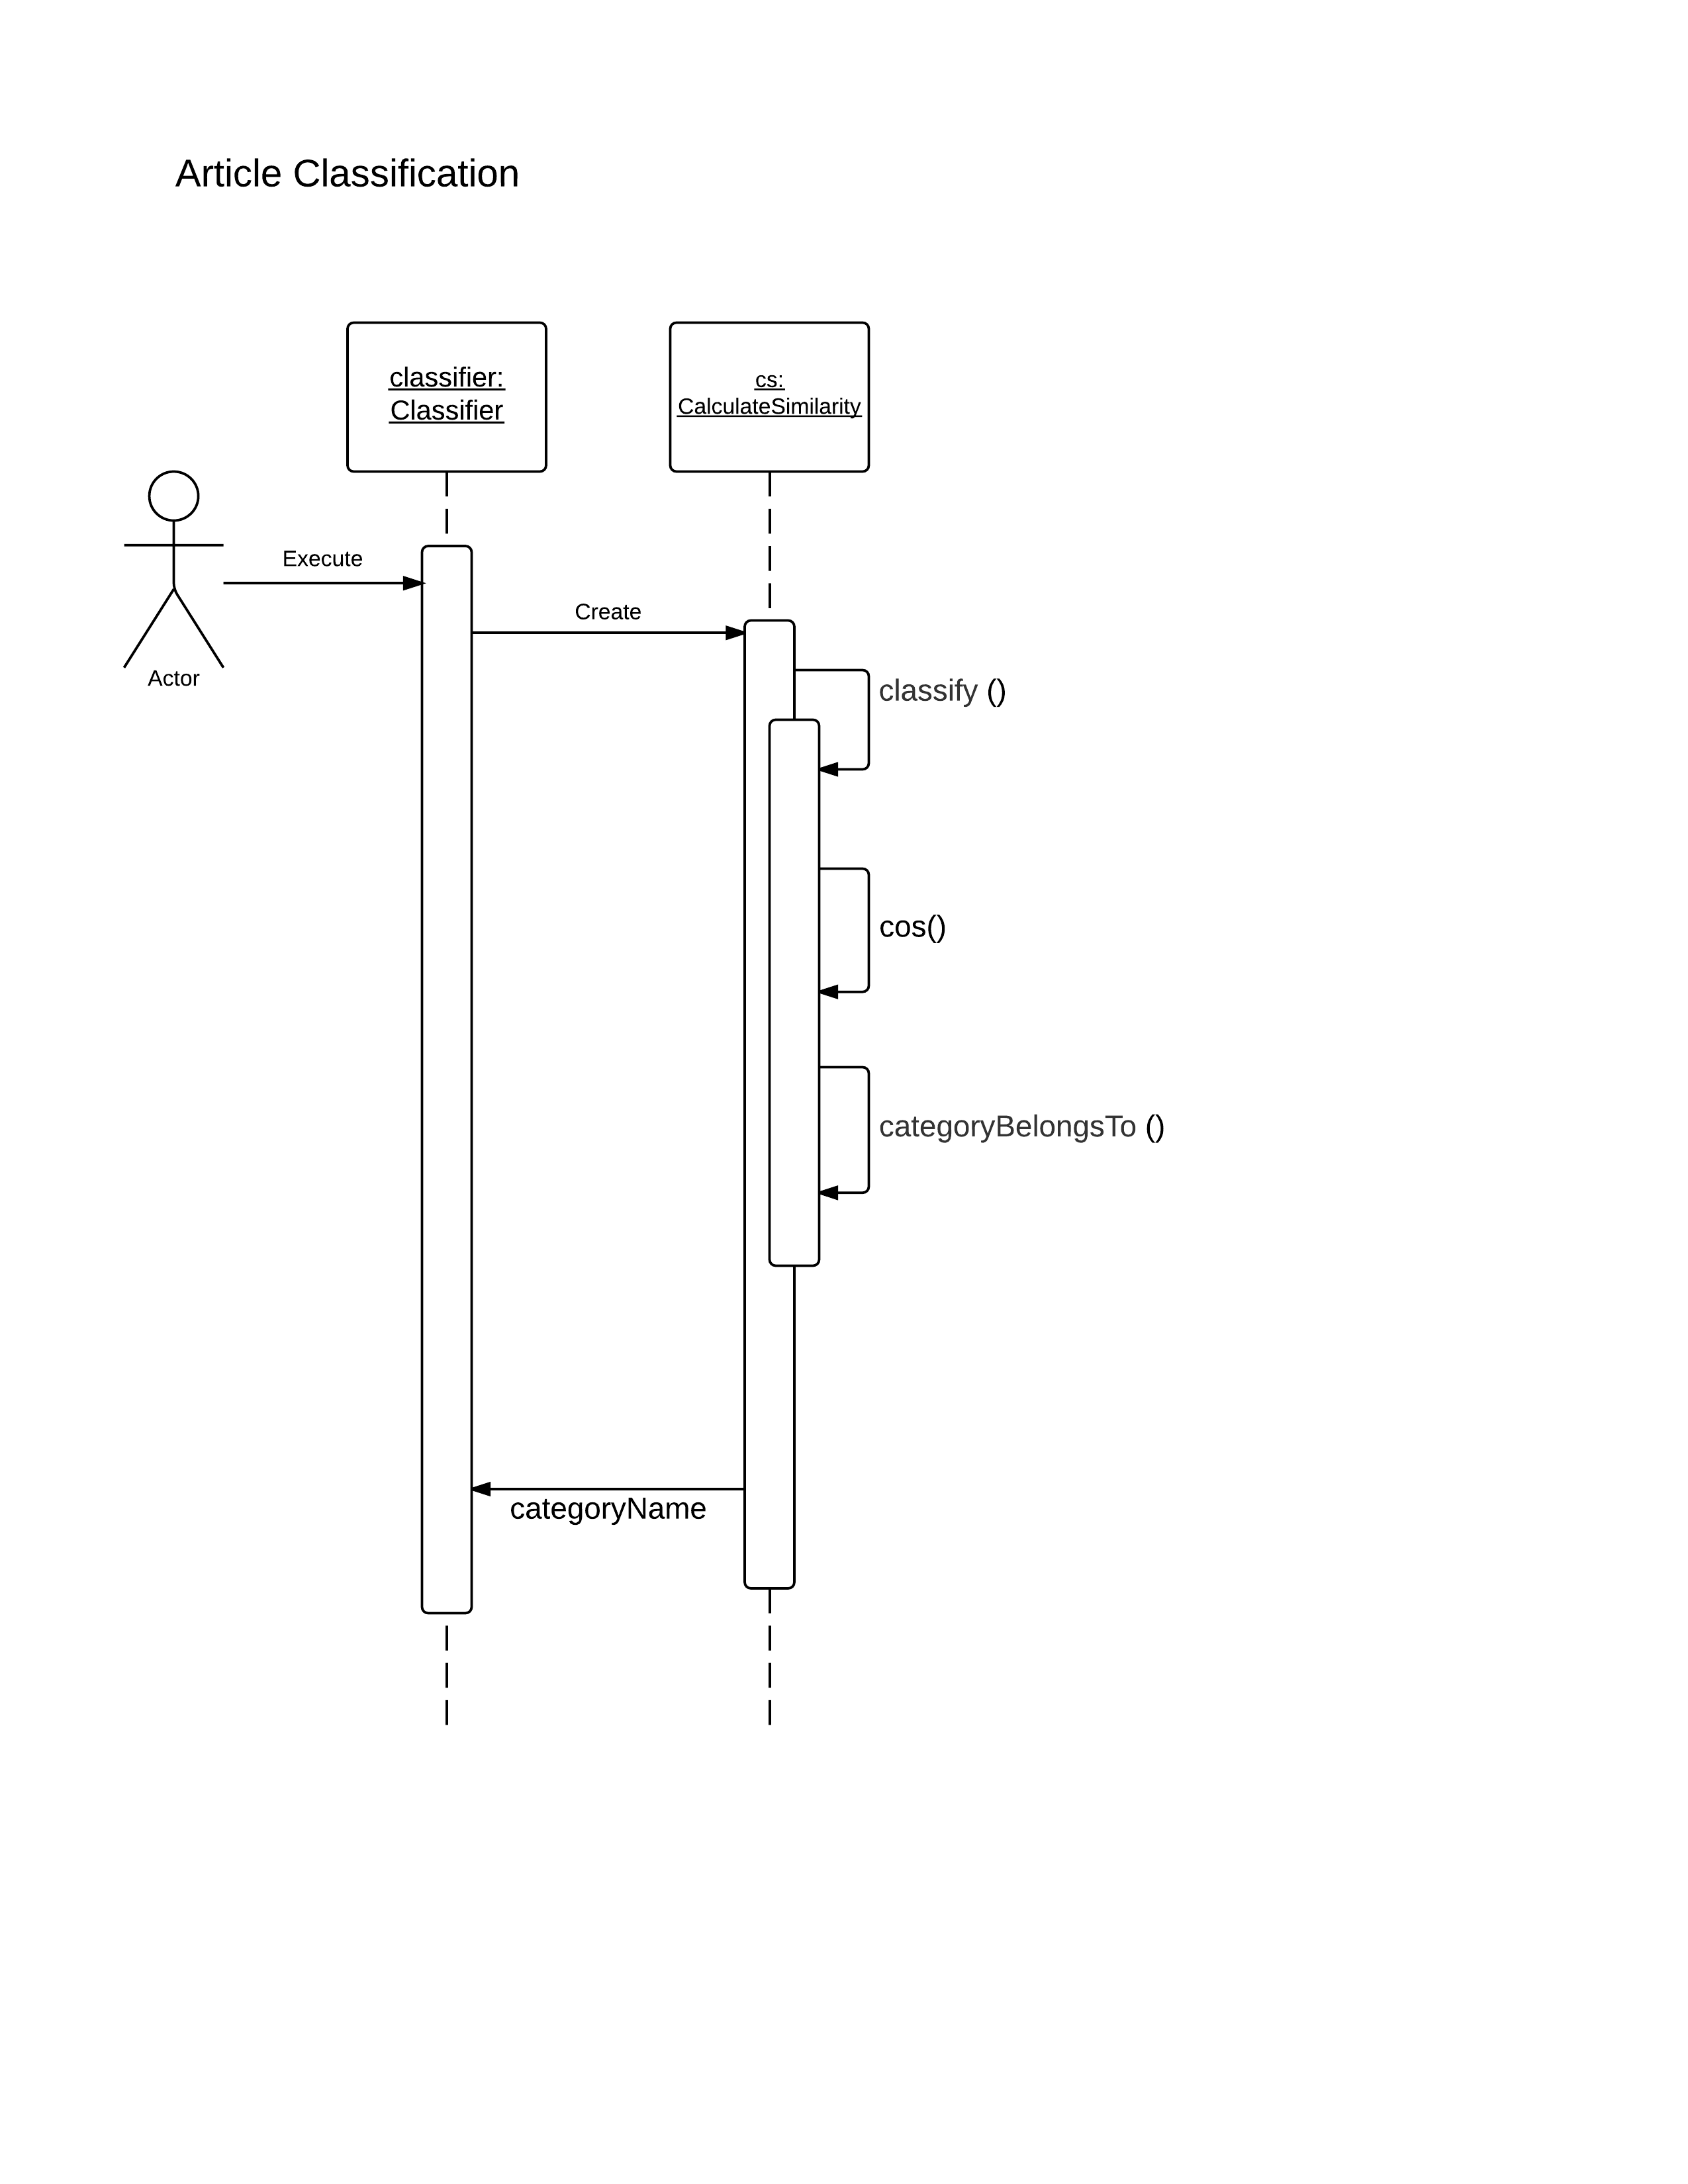 Article Classification
classifier:
Classifier
cs:
CalculateSimilarity
Execute
Create
Actor
classify ()
cos()
categoryBelongsTo ()
categoryName